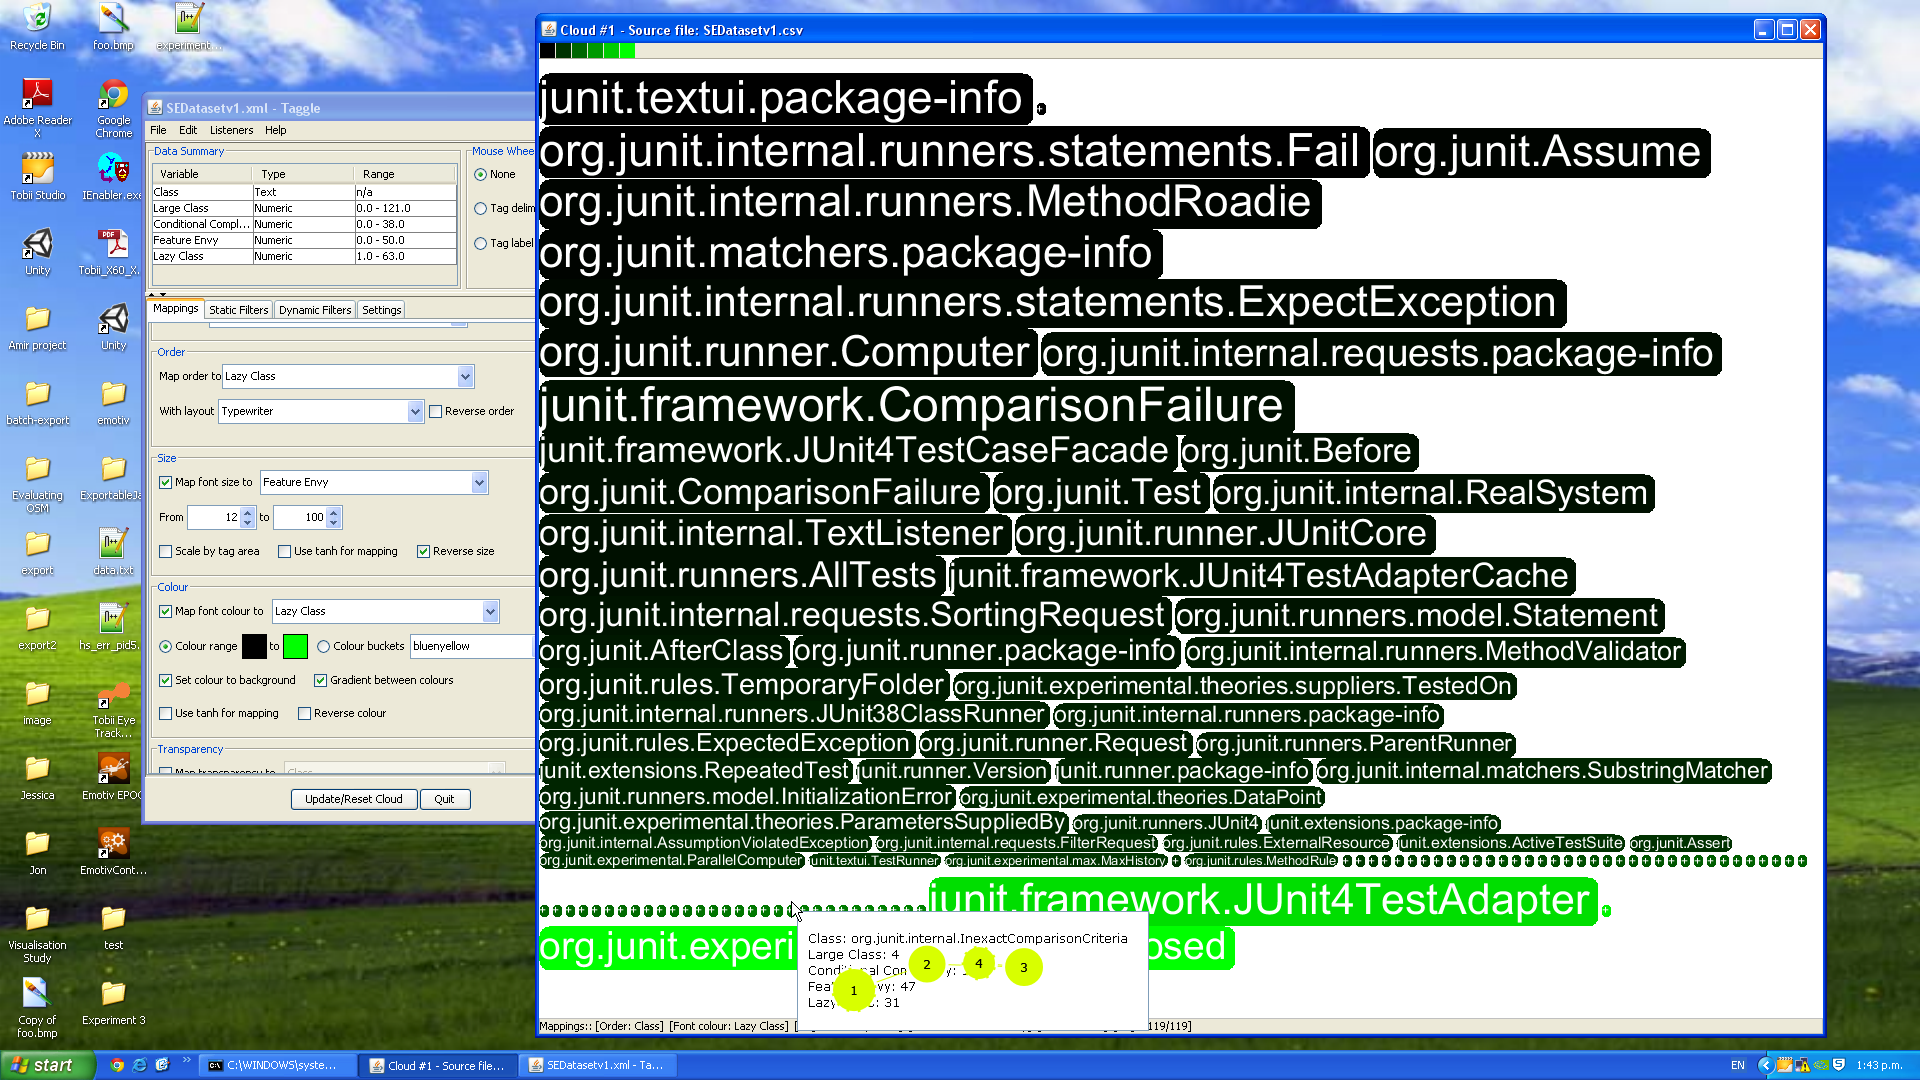 Recycle Bin
foo.bmp
experiment...
Adobe Reader X
Google Chrome
Tobii Studio
IEnabler.exe
Unity
Tobii_X60_X...
Amir project
Unity
batch-export
emotiv
Evaluating OSM
ExportableJa
export
data.txt
export2
hs_err_pid5...
image
Tobii Eye Track...
Jessica
Emotiv EPOC
Jon
EmotivCont...
Visualisation Study
test
Copy of foo.bmp
Experiment 3
SEDatasetv1.xml - Taggle
File Edit Listeners Help
Data Summary
Variable Type Range
Class Text n/a
Large Class Numeric 0.0 - 121.0
Conditional Compl... Numeric 0.0 - 38.0
Feature Envy Numeric 0.0 - 50.0
Lazy Class Numeric 1.0 - 63.0
Mouse Whee
None
Tag delim
Tag label
Mappings Static Filters Dynamic Filters Settings
Order
Map order to Lazy Class
With layout Typewriter Reverse order
Size
Map font size to Feature Envy
From 12 to 100
Scale by tag area Use tanh for mapping Reverse size
Colour
Map font colour to Lazy Class
Colour range to Colour buckets bluenyellow
Set colour to background Gradient between colours
Use tanh for mapping Reverse colour
Transparency
Map transparency to Class
Update/Reset Cloud Quit
Cloud #1 - Source file: SEDatasetv1.csv
junit.textui.package-info +
org.junit.internal.runners.statements.Fail org.junit.Assume
org.junit.internal.runners.MethodRoadie
org.junit.matchers.package-info
org.junit.internal.runners.statements.ExpectException
org.junit.runner.Computer org.junit.internal.requests.package-info
junit.framework.ComparisonFailure
junit.framework.JUnit4TestCaseFacade org.junit.Before
org.junit.ComparisonFailure org.junit.Test org.junit.internal.RealSystem
org.junit.internal.TextListener org.junit.runner.JUnitCore
org.junit.runners.AllTests junit.framework.JUnit4TestAdapterCache
org.junit.internal.requests.SortingRequest org.junit.runners.model.Statement
org.junit.AfterClass org.junit.runner.package-info org.junit.internal.runners.MethodValidator
org.junit.rules.TemporaryFolder org.junit.experimental.theories.suppliers.TestedOn
org.junit.internal.runners.JUnit38ClassRunner org.junit.internal.runners.package-info
org.junit.rules.ExpectedException org.junit.runner.Request org.junit.runners.ParentRunner
junit.extensions.RepeatedTest junit.runner.Version junit.runner.package-info org.junit.internal.matchers.SubstringMatcher
org.junit.runners.model.InitializationError org.junit.experimental.theories.DataPoint
org.junit.experimental.theories.ParametersSuppliedBy org.junit.runners.JUnit4 junit.extensions.package-info
org.junit.internal.AssumptionViolatedException org.junit.internal.requests.FilterRequest org.junit.rules.ExternalResource junit.extensions.ActiveTestSuite org.junit.Assert
org.junit.experimental.ParallelComputer junit.textui.TestRunner org.junit.experimental.max.MaxHistory + org.junit.rules.MethodRule
junit.framework.JUnit4TestAdapter +
org.junit.experi osed
Class: org.junit.internal.InexactComparisonCriteria
Large Class: 4
Feature Envy: 47
Lazy Class: 31
1 2 4 3
Mappings:: [Order: Class] [Font colour: Lazy Class] [ 119/119]
start C:\WINDOWS\syste... Cloud #1 - Source file... SEDatasetv1.xml - Ta... EN 1:43 p.m.